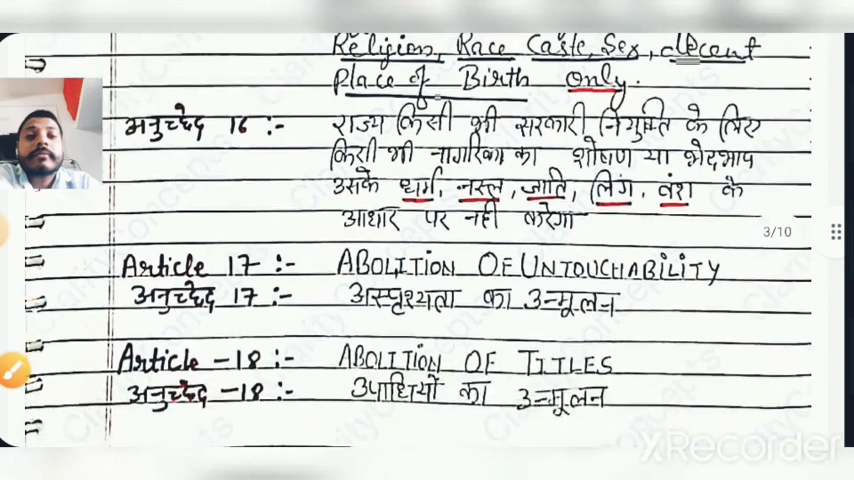 Religion, Race Caste, Sex, decent
Place of Birth only.
अनुच्छेद 16 :- राज्य किसी भी सरकारी नियुक्ति के लिए
किसी भी नागरिक का शोषण या भेदभाव
उसके धर्म, नस्ल, जाति, लिंग, वंश के
आधार पर नही करेगा
3/10
Article 17 :- ABOLITION OF UNTOUCHABILITY
अनुच्छेद 17 :- अस्पृश्यता का उन्मूलन
Article -18 :- ABOLITION OF TITLES
अनुच्छेद -18 :- उपाधियों का उन्मूलन
XRecorder